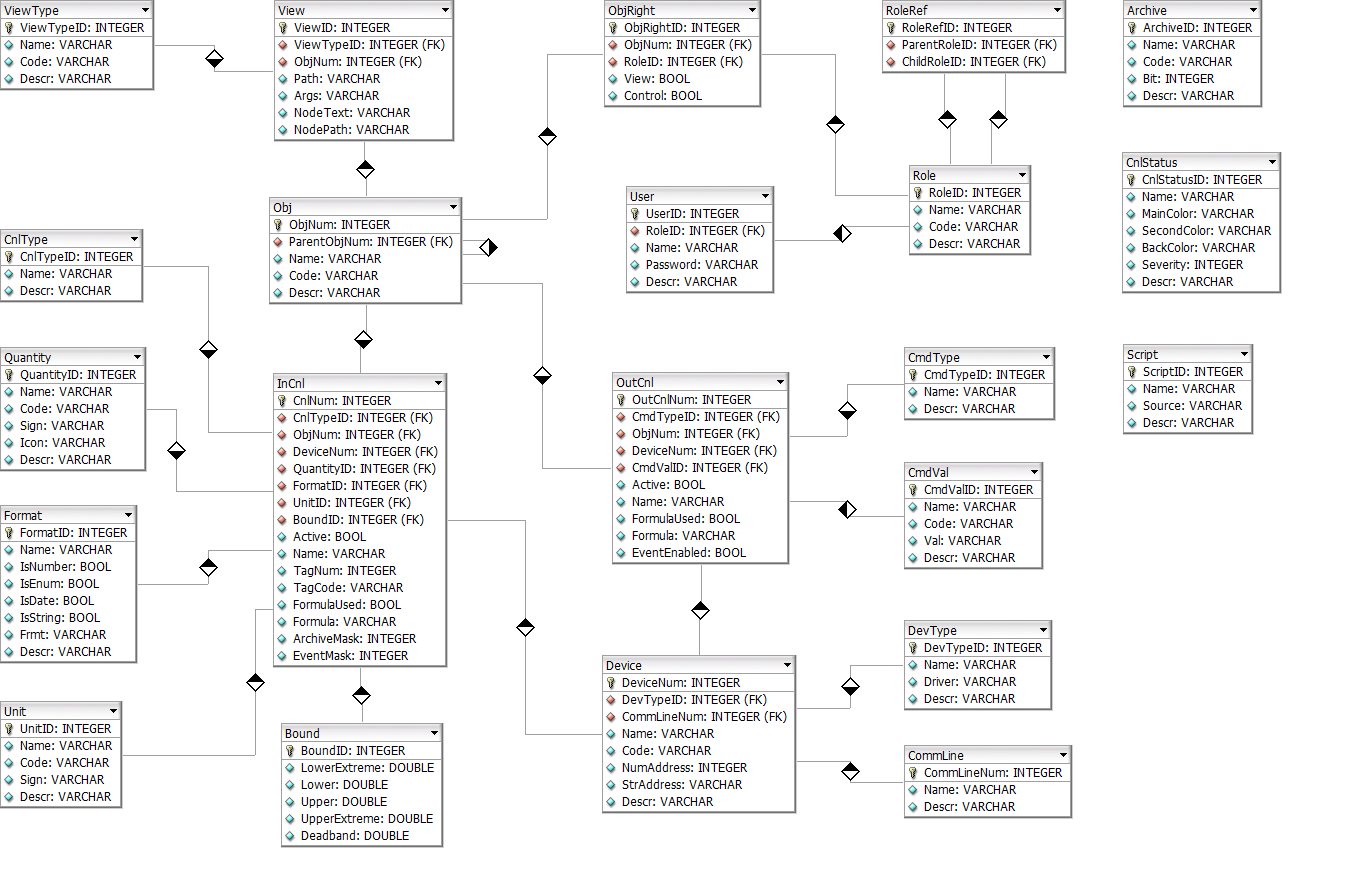 ViewType
ViewTypeID: INTEGER
Name: VARCHAR
Code: VARCHAR
Descr: VARCHAR
View
ViewID: INTEGER
ViewTypeID: INTEGER (FK)
ObjNum: INTEGER (FK)
Path: VARCHAR
Args: VARCHAR
NodeText: VARCHAR
NodePath: VARCHAR
ObjRight
ObjRightID: INTEGER
ObjNum: INTEGER (FK)
RoleID: INTEGER (FK)
View: BOOL
Control: BOOL
RoleRef
RoleRefID: INTEGER
ParentRoleID: INTEGER (FK)
ChildRoleID: INTEGER (FK)
Archive
ArchiveID: INTEGER
Name: VARCHAR
Code: VARCHAR
Bit: INTEGER
Descr: VARCHAR
Obj
ObjNum: INTEGER
ParentObjNum: INTEGER (FK)
Name: VARCHAR
Code: VARCHAR
Descr: VARCHAR
User
UserID: INTEGER
RoleID: INTEGER (FK)
Name: VARCHAR
Password: VARCHAR
Descr: VARCHAR
Role
RoleID: INTEGER
Name: VARCHAR
Code: VARCHAR
Descr: VARCHAR
CnlStatus
CnlStatusID: INTEGER
Name: VARCHAR
MainColor: VARCHAR
SecondColor: VARCHAR
BackColor: VARCHAR
Severity: INTEGER
Descr: VARCHAR
CnlType
CnlTypeID: INTEGER
Name: VARCHAR
Descr: VARCHAR
Quantity
QuantityID: INTEGER
Name: VARCHAR
Code: VARCHAR
Sign: VARCHAR
Icon: VARCHAR
Descr: VARCHAR
InCnl
CnlNum: INTEGER
CnlTypeID: INTEGER (FK)
ObjNum: INTEGER (FK)
DeviceNum: INTEGER (FK)
QuantityID: INTEGER (FK)
FormatID: INTEGER (FK)
UnitID: INTEGER (FK)
BoundID: INTEGER (FK)
Active: BOOL
Name: VARCHAR
TagNum: INTEGER
TagCode: VARCHAR
FormulaUsed: BOOL
Formula: VARCHAR
ArchiveMask: INTEGER
EventMask: INTEGER
OutCnl
OutCnlNum: INTEGER
CmdTypeID: INTEGER (FK)
ObjNum: INTEGER (FK)
DeviceNum: INTEGER (FK)
CmdValID: INTEGER (FK)
Active: BOOL
Name: VARCHAR
FormulaUsed: BOOL
Formula: VARCHAR
EventEnabled: BOOL
CmdType
CmdTypeID: INTEGER
Name: VARCHAR
Descr: VARCHAR
Script
ScriptID: INTEGER
Name: VARCHAR
Source: VARCHAR
Descr: VARCHAR
CmdVal
CmdValID: INTEGER
Name: VARCHAR
Code: VARCHAR
Val: VARCHAR
Descr: VARCHAR
Format
FormatID: INTEGER
Name: VARCHAR
IsNumber: BOOL
IsEnum: BOOL
IsDate: BOOL
IsString: BOOL
Frmt: VARCHAR
Descr: VARCHAR
Unit
UnitID: INTEGER
Name: VARCHAR
Code: VARCHAR
Sign: VARCHAR
Descr: VARCHAR
Bound
BoundID: INTEGER
LowerExtreme: DOUBLE
Lower: DOUBLE
Upper: DOUBLE
UpperExtreme: DOUBLE
Deadband: DOUBLE
Device
DeviceNum: INTEGER
DevTypeID: INTEGER (FK)
CommLineNum: INTEGER (FK)
Name: VARCHAR
Code: VARCHAR
NumAddress: INTEGER
StrAddress: VARCHAR
Descr: VARCHAR
DevType
DevTypeID: INTEGER
Name: VARCHAR
Driver: VARCHAR
Descr: VARCHAR
CommLine
CommLineNum: INTEGER
Name: VARCHAR
Descr: VARCHAR